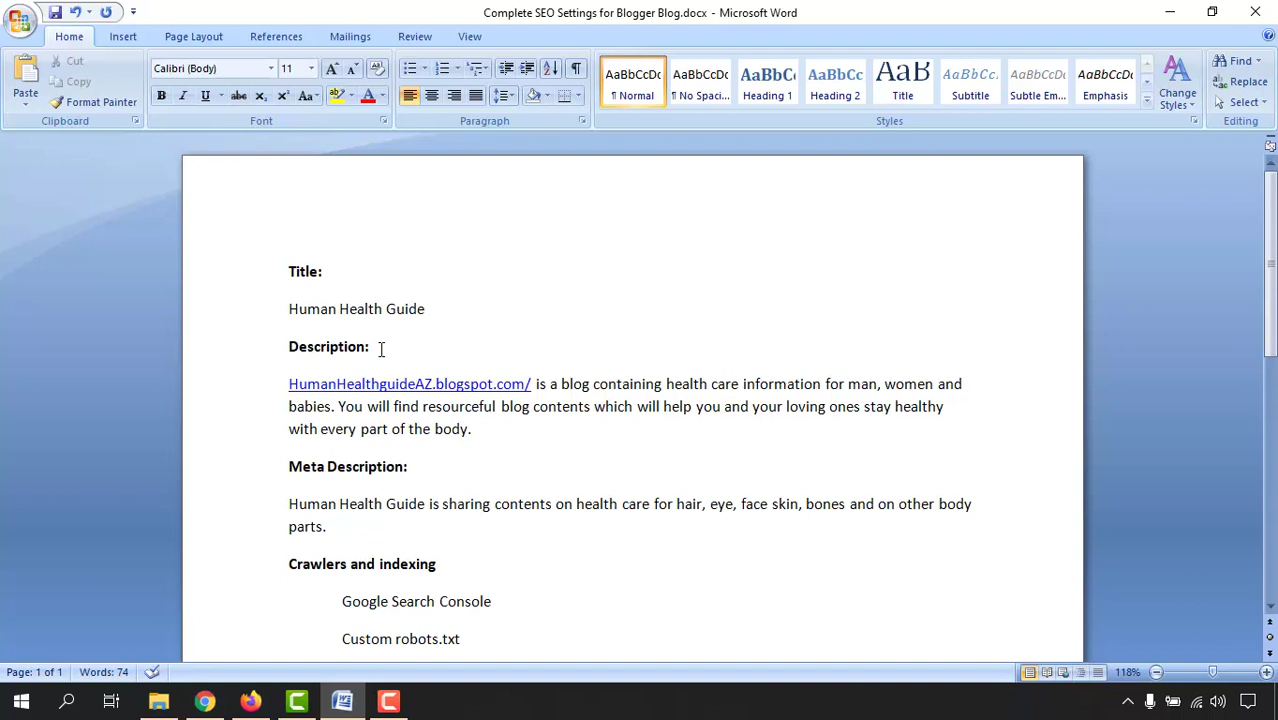 Complete SEO Settings for Blogger Blog.docx - Microsoft Word
Home Insert Page Layout References Mailings Review View
Paste
Cut
Copy
Format Painter
Clipboard
Calibri (Body) 11
Font
Paragraph
AaBbCcDc AaBbCcDc AaBbC AaBbCc AaB AaBbCc. AaBbCcDc AaBbCcDc
¶ Normal ¶ No Spaci... Heading 1 Heading 2 Title Subtitle Subtle Em... Emphasis
Change Styles
Styles
Find
Replace
Select
Editing
Title:
Human Health Guide
Description:
HumanHealthguideAZ.blogspot.com/ is a blog containing health care information for man, women and
babies. You will find resourceful blog contents which will help you and your loving ones stay healthy
with every part of the body.
Meta Description:
Human Health Guide is sharing contents on health care for hair, eye, face skin, bones and on other body
parts.
Crawlers and indexing
Google Search Console
Custom robots.txt
Page: 1 of 1 Words: 74 118%